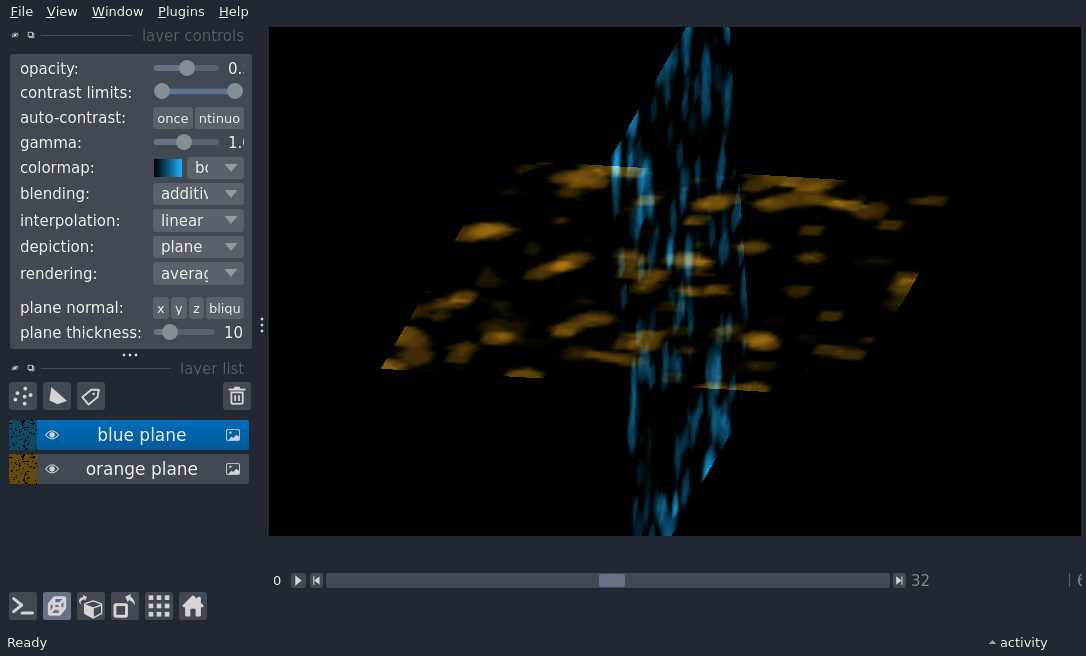 File View Window Plugins Help
layer controls
opacity: 0.
contrast limits:
auto-contrast: once ntinuo
gamma: 1.
colormap:
blending: additiv
interpolation: linear
depiction: plane
rendering: averag
plane normal: x y z bliqu
plane thickness: 10
layer list
blue plane
orange plane
0 32
Ready activity